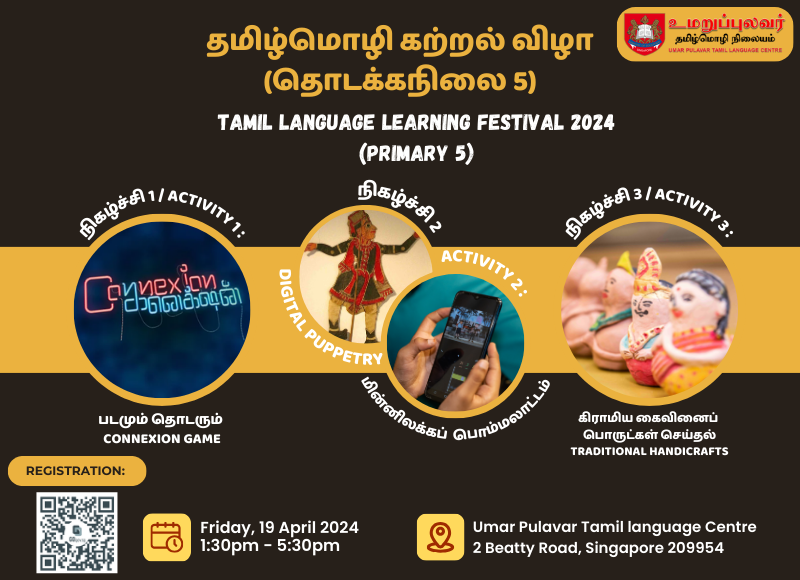 உமறுப்புலவர்
தமிழ்மொழி நிலையம்
UMAR PULAVAR TAMIL LANGUAGE CENTRE
தமிழ்மொழி கற்றல் விழா
(தொடக்கநிலை 5)
TAMIL LANGUAGE LEARNING FESTIVAL 2024
(PRIMARY 5)
நிகழ்ச்சி 1 / ACTIVITY 1:
Connexion
கனெக்ஷன்
படமும் தொடரும்
CONNEXION GAME
நிகழ்ச்சி 2
ACTIVITY 2:
DIGITAL PUPPETRY
மின்னிலக்கப் பொம்மலாட்டம்
நிகழ்ச்சி 3 / ACTIVITY 3:
கிராமிய கைவினைப்
பொருட்கள் செய்தல்
TRADITIONAL HANDICRAFTS
REGISTRATION:
Friday, 19 April 2024
1:30pm - 5:30pm
Umar Pulavar Tamil language Centre
2 Beatty Road, Singapore 209954